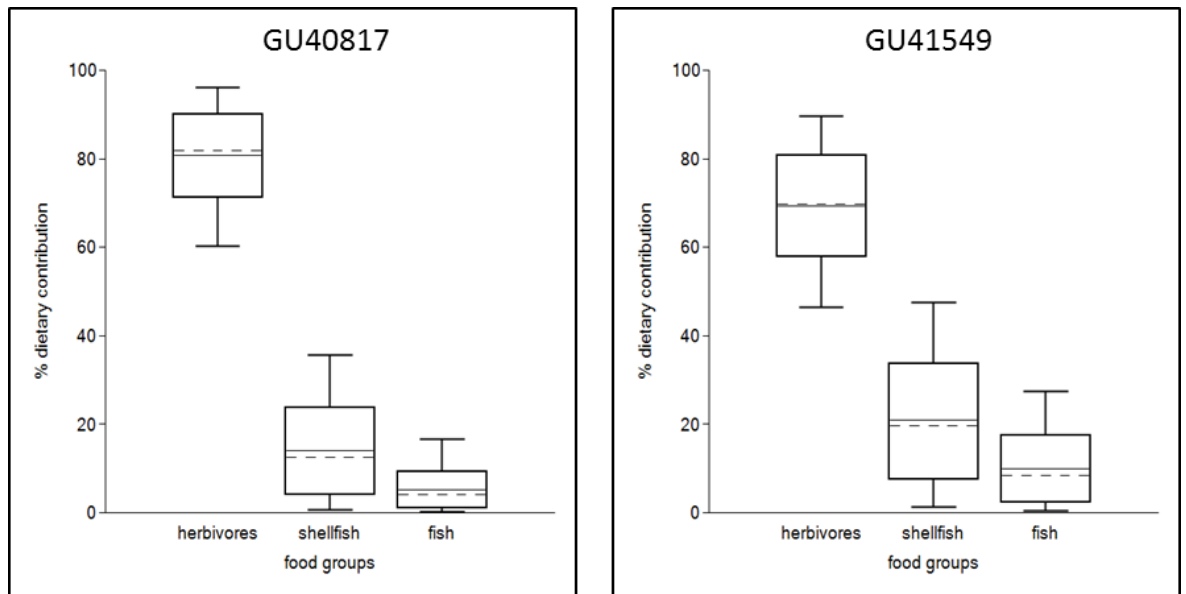 GU40817
100
80
60
40
20
0
% dietary contribution
herbivores shellfish fish
food groups
GU41549
100
80
60
40
20
0
% dietary contribution
herbivores shellfish fish
food groups